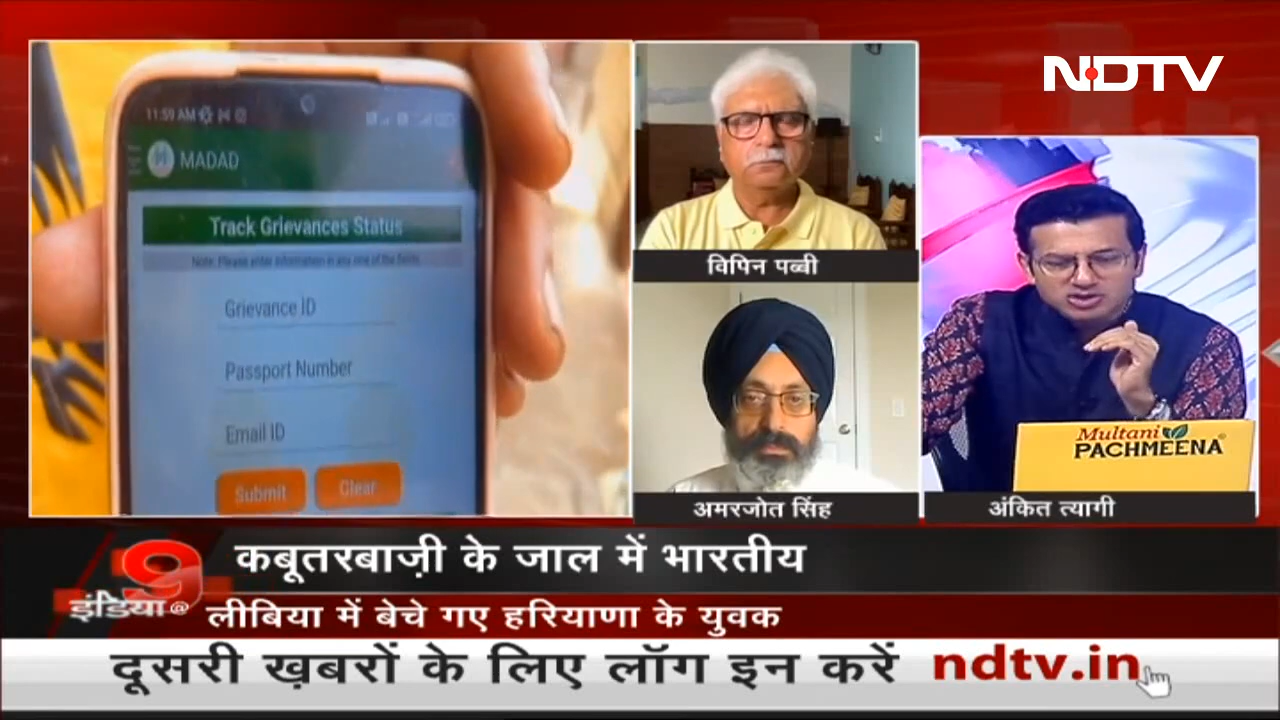 NDTV
11:59 AM
MADAD
Track Grievances Status
Note: Please enter information in any one of the fields.
Grievance ID
Passport Number
Email ID
Submit
Clear
विपिन पब्बी
अमरजोत सिंह
Multani
PACHMEENA
अंकित त्यागी
9
इंडिया@
कबूतरबाज़ी के जाल में भारतीय
लीबिया में बेचे गए हरियाणा के युवक
दूसरी ख़बरों के लिए लॉग इन करें ndtv.in